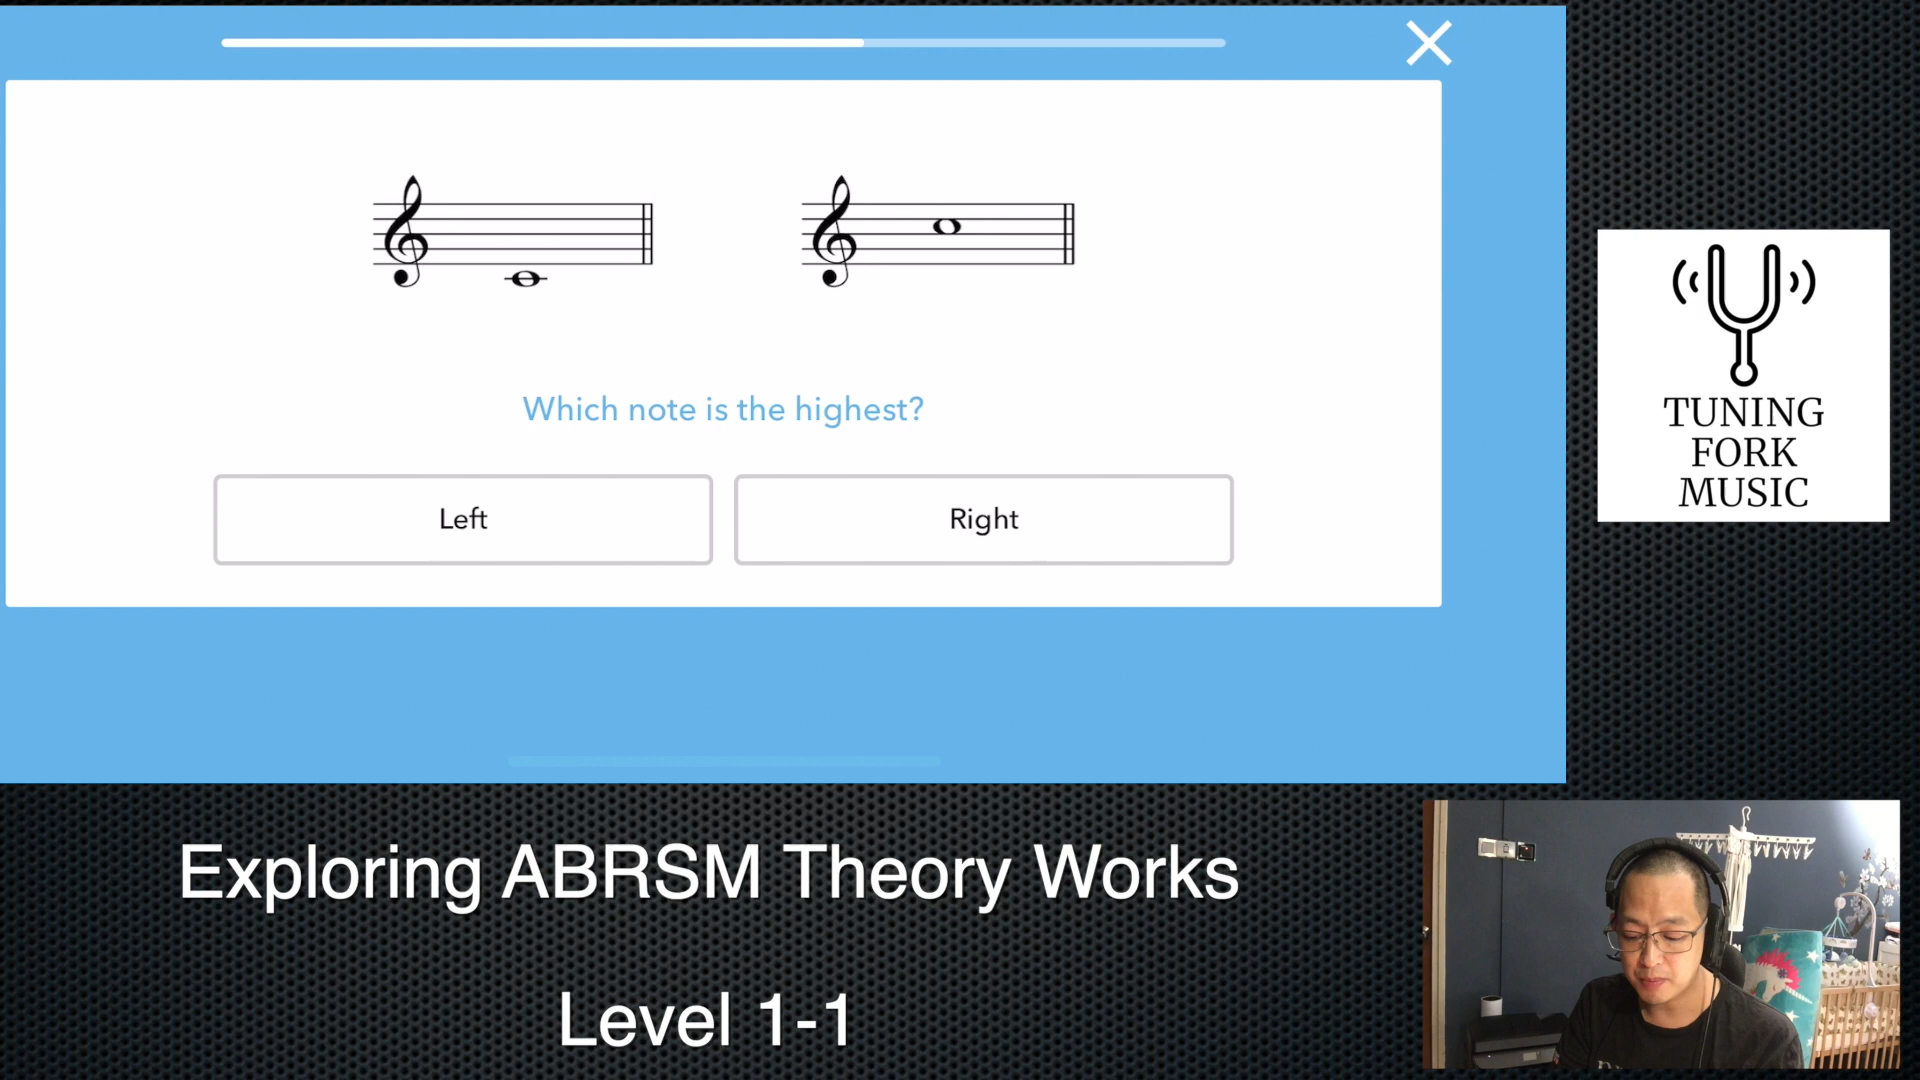 Which note is the highest?
Left
Right
TUNING
FORK
MUSIC
Exploring ABRSM Theory Works
Level 1-1